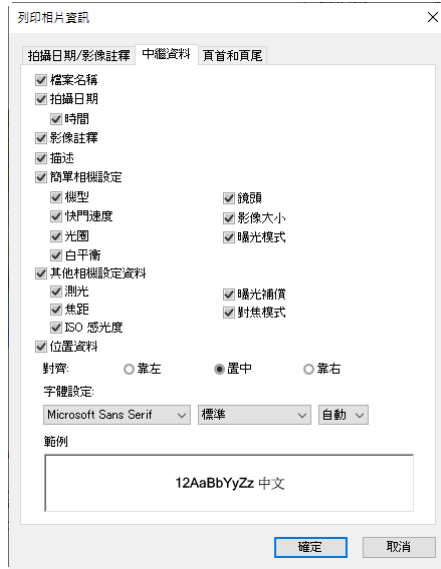 列印相片資訊
拍攝日期/影像註釋 中繼資料 頁首和頁尾
檔案名稱
拍攝日期
時間
影像註釋
描述
簡單相機設定
機型 鏡頭
快門速度 影像大小
光圈 曝光模式
白平衡
其他相機設定資料
測光 曝光補償
焦距 對焦模式
ISO 感光度
位置資料
對齊: 靠左 置中 靠右
字體設定:
Microsoft Sans Serif 標準 自動
範例
12AaBbYyZz 中文
確定 取消